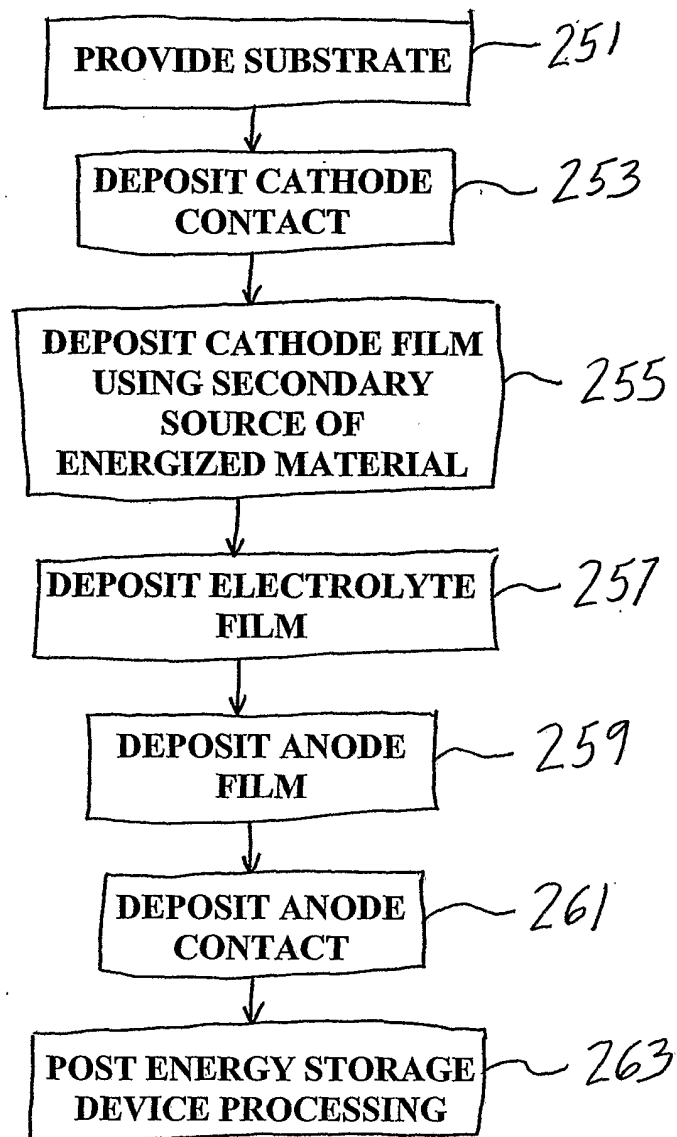 PROVIDE SUBSTRATE 251
DEPOSIT CATHODE 253
CONTACT
DEPOSIT CATHODE FILM
USING SECONDARY 255
SOURCE OF
ENERGIZED MATERIAL
DEPOSIT ELECTROLYTE 257
FILM
DEPOSIT ANODE 259
FILM
DEPOSIT ANODE 261
CONTACT
POST ENERGY STORAGE 263
DEVICE PROCESSING